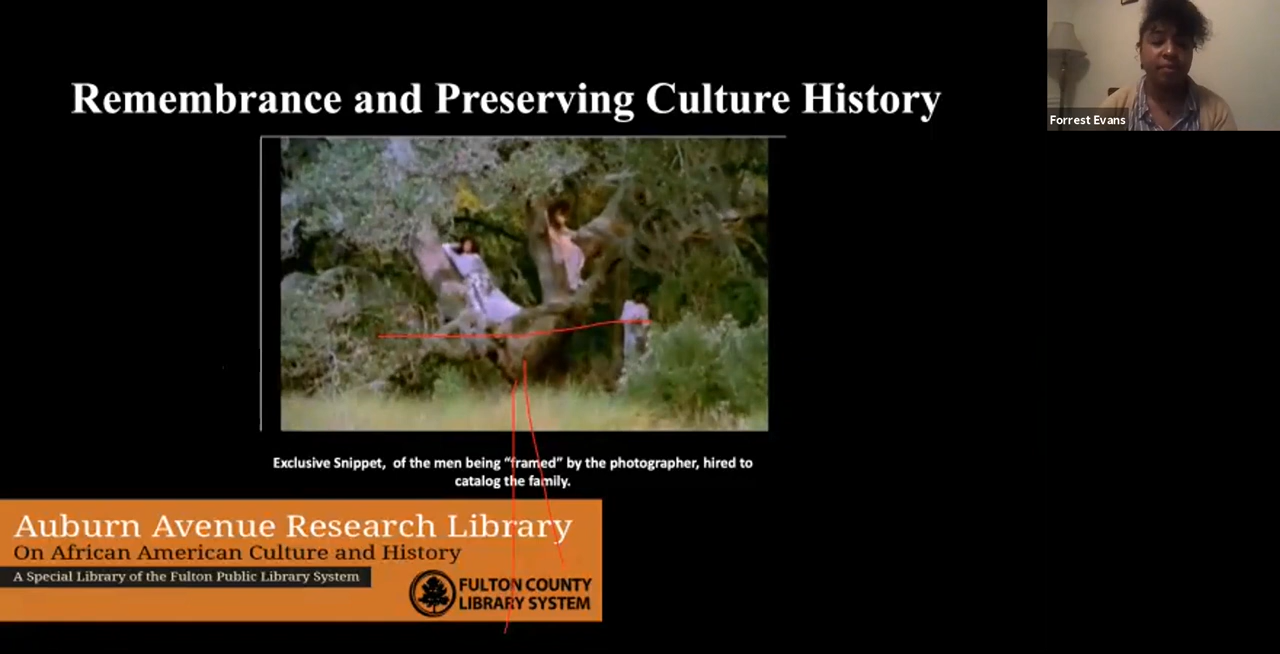 Remembrance and Preserving Culture History
Forrest Evans
Exclusive Snippet, of the men being “framed” by the photographer, hired to
catalog the family.
Auburn Avenue Research Library
On African American Culture and History
A Special Library of the Fulton Public Library System
FULTON COUNTY
LIBRARY SYSTEM